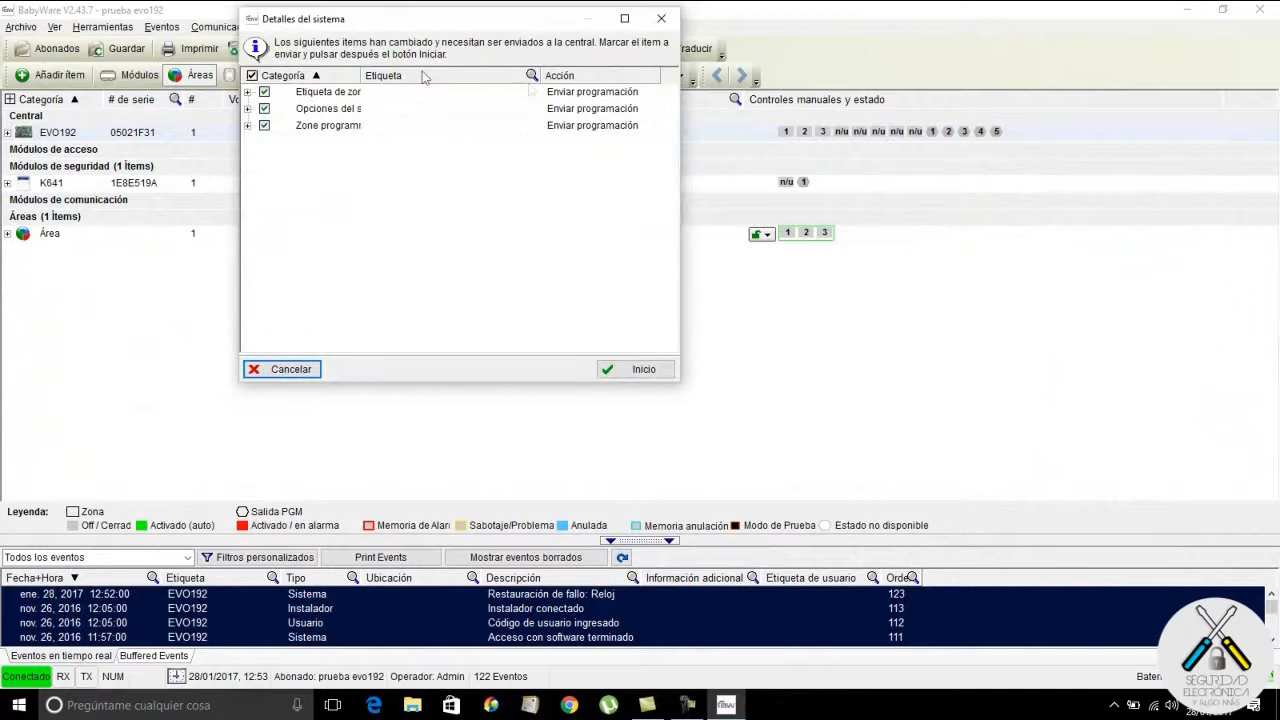 BabyWare V2.43.7 - prueba evo192
Detalles del sistema
Archivo Ver Herramientas Eventos Comunica
Los siguientes items han cambiado y necesitan ser enviados a la central. Marcar el item a
enviar y pulsar después el botón Iniciar.
Abonados Guardar Imprimir
raducir
Añadir ítem Módulos Áreas
Categoría Etiqueta Acción
Etiqueta de zor Enviar programación
Opciones del s Enviar programación
Zone programi Enviar programación
Cancelar Inicio
Categoría # de serie # Vo Controles manuales y estado
Central
EVO192 05021F31 # 1 2 3 n/u n/u n/u n/u n/u 1 2 3 4 5
Módulos de acceso
Módulos de seguridad (1 Ítems)
K641 1E8E519A # n/u 1
Módulos de comunicación
Áreas (1 Ítems)
Área 1 1 2 3
Leyenda: Zona Salida PGM
Off / Cerrad Activado (auto) Activado / en alarma Memoria de Alar Sabotaje/Problema Anulada Memoria anulación Modo de Prueba Estado no disponible
Todos los eventos Filtros personalizados Print Events Mostrar eventos borrados
Fecha+Hora Etiqueta Tipo Ubicación Descripción Información adicional Etiqueta de usuario Orde
ene. 28, 2017 12:52:00 EVO192 Sistema Restauración de fallo: Reloj 123
nov. 26, 2016 12:05:00 EVO192 Instalador Instalador conectado 113
nov. 26, 2016 12:05:00 EVO192 Usuario Código de usuario ingresado 112
nov. 26, 2016 11:57:00 EVO192 Sistema Acceso con software terminado 111
Eventos en tiempo real Buffered Events
Conectado RX TX NUM 28/01/2017, 12:53 Abonado: prueba evo192 Operador: Admin 122 Eventos Bater
Pregúntame cualquier cosa
SEGURIDAD
ELECTRÓNICA
Y ALGO MÁS